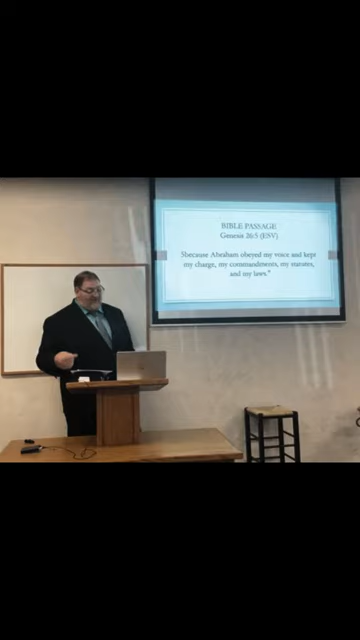 BIBLE PASSAGE
Genesis 26:5 (ESV)
5because Abraham obeyed my voice and kept
my charge, my commandments, my statutes,
and my laws."